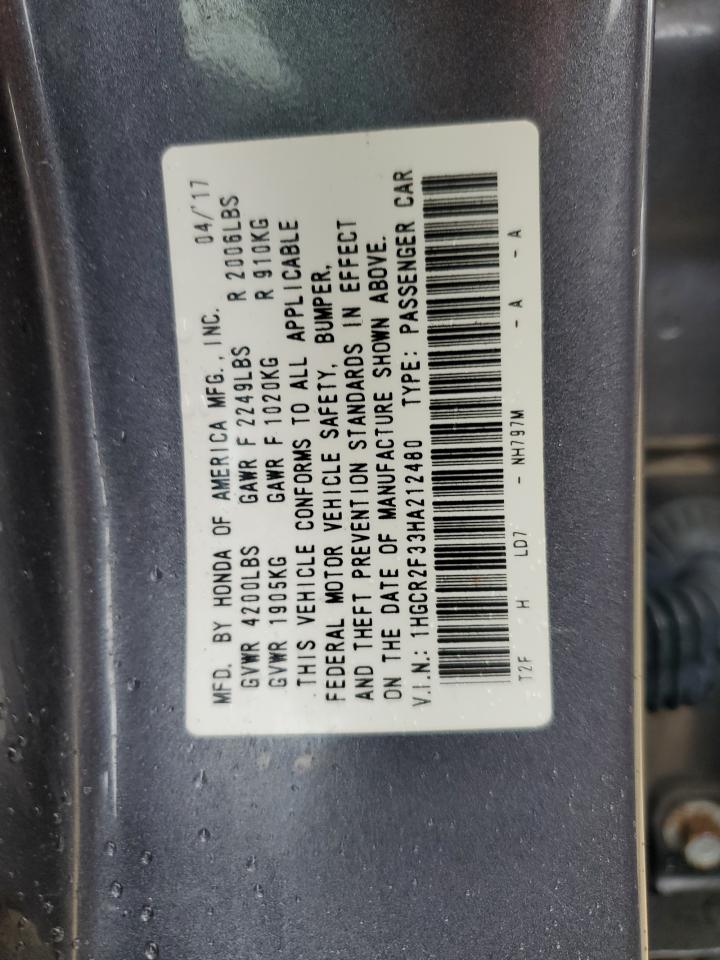 MFD. BY HONDA OF AMERICA MFG., INC. 04/'17
GVWR 4200LBS GAWR F 2249LBS R 2006LBS
GVWR 1905KG GAWR F 1020KG R 910KG
THIS VEHICLE CONFORMS TO ALL APPLICABLE
FEDERAL MOTOR VEHICLE SAFETY, BUMPER,
AND THEFT PREVENTION STANDARDS IN EFFECT
ON THE DATE OF MANUFACTURE SHOWN ABOVE.
V.I.N.: 1HGCR2F33HA212480 TYPE: PASSENGER CAR
T2F H LD7 - NH797M - A - A